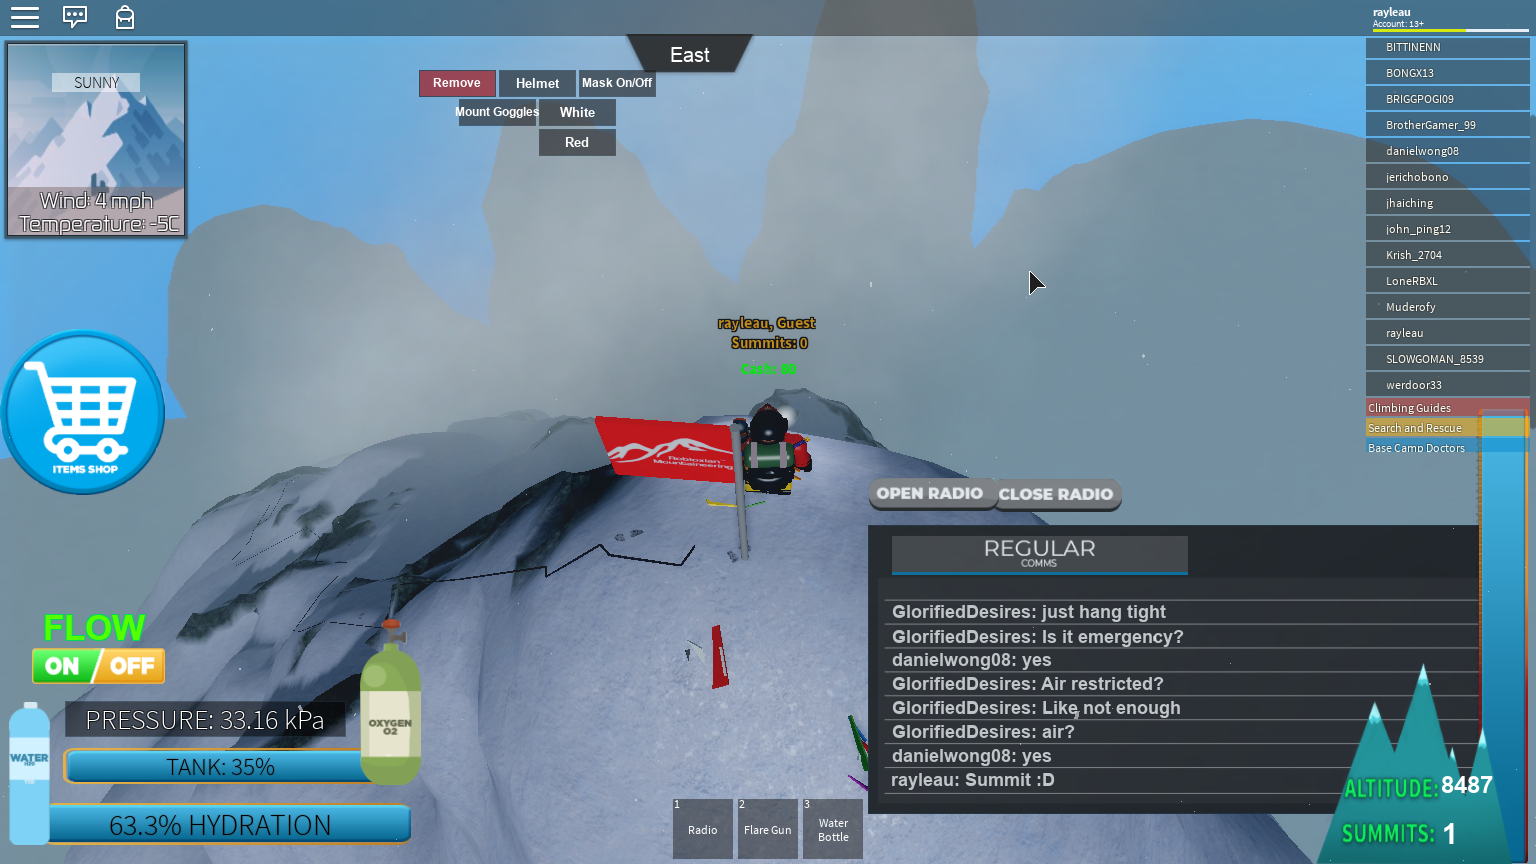 rayleau
Account: 13+
East
SUNNY
Wind: 4 mph
Temperature: -5C
Remove
Helmet
Mask On/Off
Mount Goggles
White
Red
BITTINENN
BONGX13
BRIGGPOGI09
BrotherGamer_99
danielwong08
jerichobono
jhaiching
john_ping12
Krish_2704
LoneRBXL
Muderofy
rayleau
SLOWGOMAN_8539
werdoor33
Climbing Guides
Search and Rescue
Base Camp Doctors
rayleau, Guest
Summits: 0
Cash: 80
ITEMS SHOP
Robloxian
Mountaineering
OPEN RADIO
CLOSE RADIO
REGULAR
COMMS
GlorifiedDesires: just hang tight
GlorifiedDesires: Is it emergency?
danielwong08: yes
GlorifiedDesires: Air restricted?
GlorifiedDesires: Like not enough
GlorifiedDesires: air?
danielwong08: yes
rayleau: Summit :D
FLOW
ON / OFF
PRESSURE: 33.16 kPa
OXYGEN
O2
WATER
H2O
TANK: 35%
63.3% HYDRATION
1
Radio
2
Flare Gun
3
Water
Bottle
ALTITUDE: 8487
SUMMITS: 1